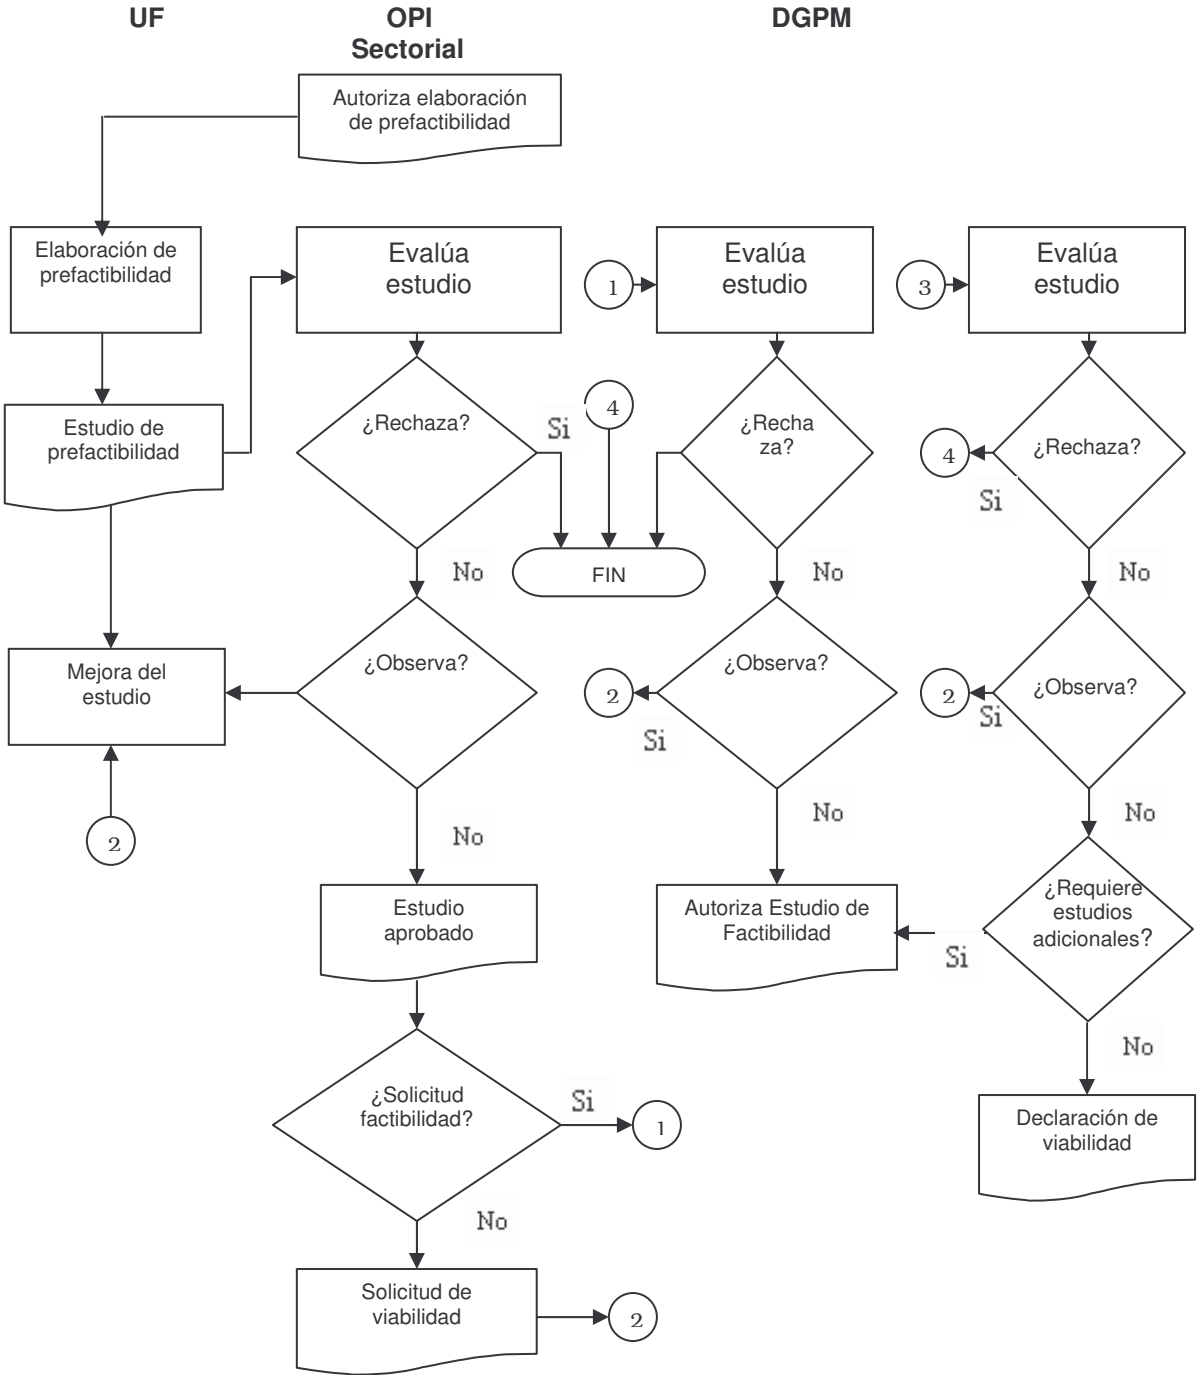 UF
OPI
Sectorial
DGPM
Autoriza elaboración
de prefactibilidad
Elaboración de
prefactibilidad
Evalúa
estudio
1
Evalúa
estudio
3
Evalúa
estudio
Estudio de
prefactibilidad
¿Rechaza?
Si
4
¿Recha
za?
4
¿Rechaza?
Si
No
FIN
No
No
Mejora del
estudio
¿Observa?
2
¿Observa?
Si
2
¿Observa?
Si
2
No
No
No
Estudio
aprobado
Autoriza Estudio de
Factibilidad
Si
¿Requiere
estudios
adicionales?
No
¿Solicitud
factibilidad?
Si
1
Declaración de
viabilidad
No
Solicitud de
viabilidad
2